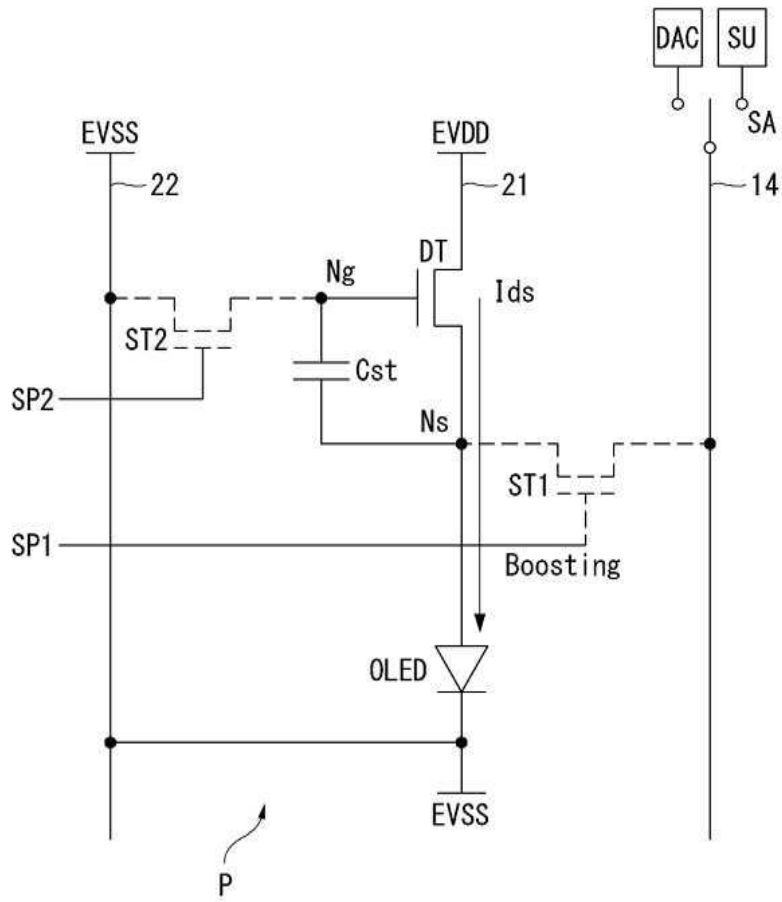 DAC SU
SA
EVSS EVDD
22 21 14
DT
Ng Ids
ST2
Cst
SP2
Ns
ST1
SP1
Boosting
OLED
EVSS
P